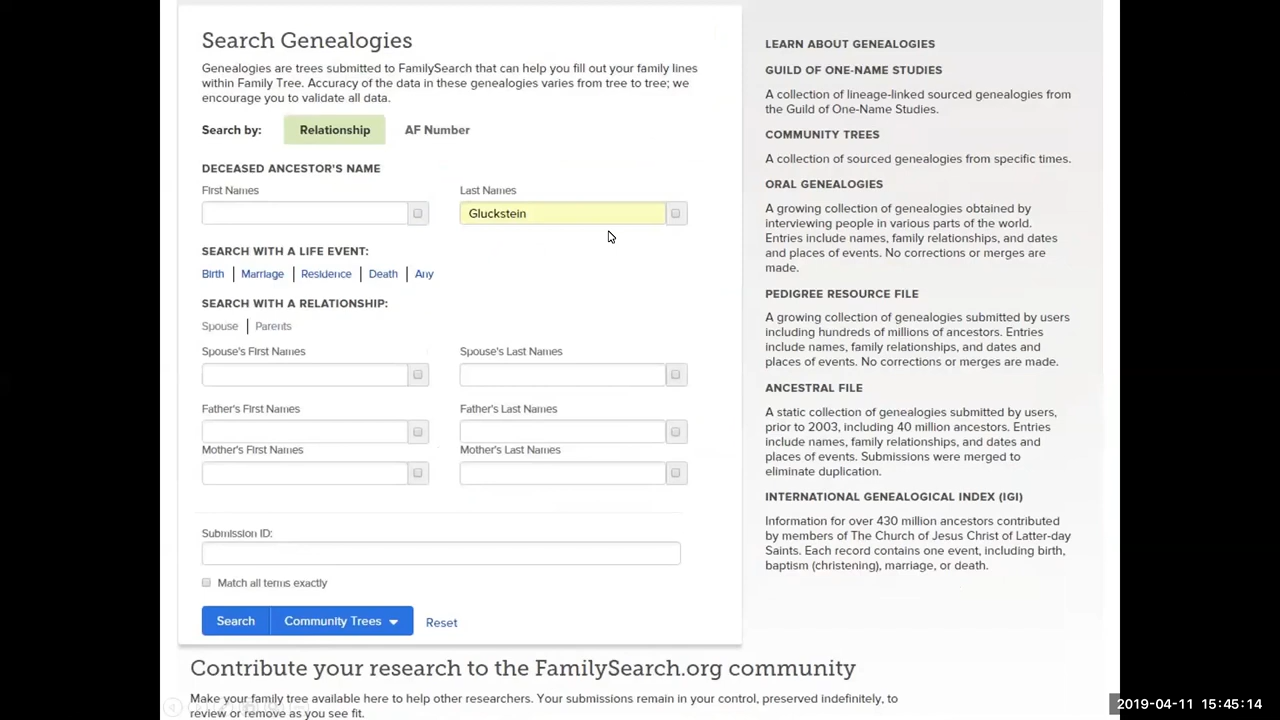 Search Genealogies
Genealogies are trees submitted to FamilySearch that can help you fill out your family lines
within Family Tree. Accuracy of the data in these genealogies varies from tree to tree; we
encourage you to validate all data.
Search by: Relationship AF Number
DECEASED ANCESTOR'S NAME
First Names Last Names
Gluckstein
SEARCH WITH A LIFE EVENT:
Birth | Marriage | Residence | Death | Any
SEARCH WITH A RELATIONSHIP:
Spouse | Parents
Spouse's First Names Spouse's Last Names
Father's First Names Father's Last Names
Mother's First Names Mother's Last Names
Submission ID:
Match all terms exactly
Search Community Trees Reset
LEARN ABOUT GENEALOGIES
GUILD OF ONE-NAME STUDIES
A collection of lineage-linked sourced genealogies from
the Guild of One-Name Studies.
COMMUNITY TREES
A collection of sourced genealogies from specific times.
ORAL GENEALOGIES
A growing collection of genealogies obtained by
interviewing people in various parts of the world.
Entries include names, family relationships, and dates
and places of events. No corrections or merges are
made.
PEDIGREE RESOURCE FILE
A growing collection of genealogies submitted by users
including hundreds of millions of ancestors. Entries
include names, family relationships, and dates and
places of events. No corrections or merges are made.
ANCESTRAL FILE
A static collection of genealogies submitted by users,
prior to 2003, including 40 million ancestors. Entries
include names, family relationships, and dates and
places of events. Submissions were merged to
eliminate duplication.
INTERNATIONAL GENEALOGICAL INDEX (IGI)
Information for over 430 million ancestors contributed
by members of The Church of Jesus Christ of Latter-day
Saints. Each record contains one event, including birth,
baptism (christening), marriage, or death.
Contribute your research to the FamilySearch.org community
Make your family tree available here to help other researchers. Your submissions remain in your control, preserved indefinitely, to
review or remove as you see fit.
2019-04-11 15:45:14